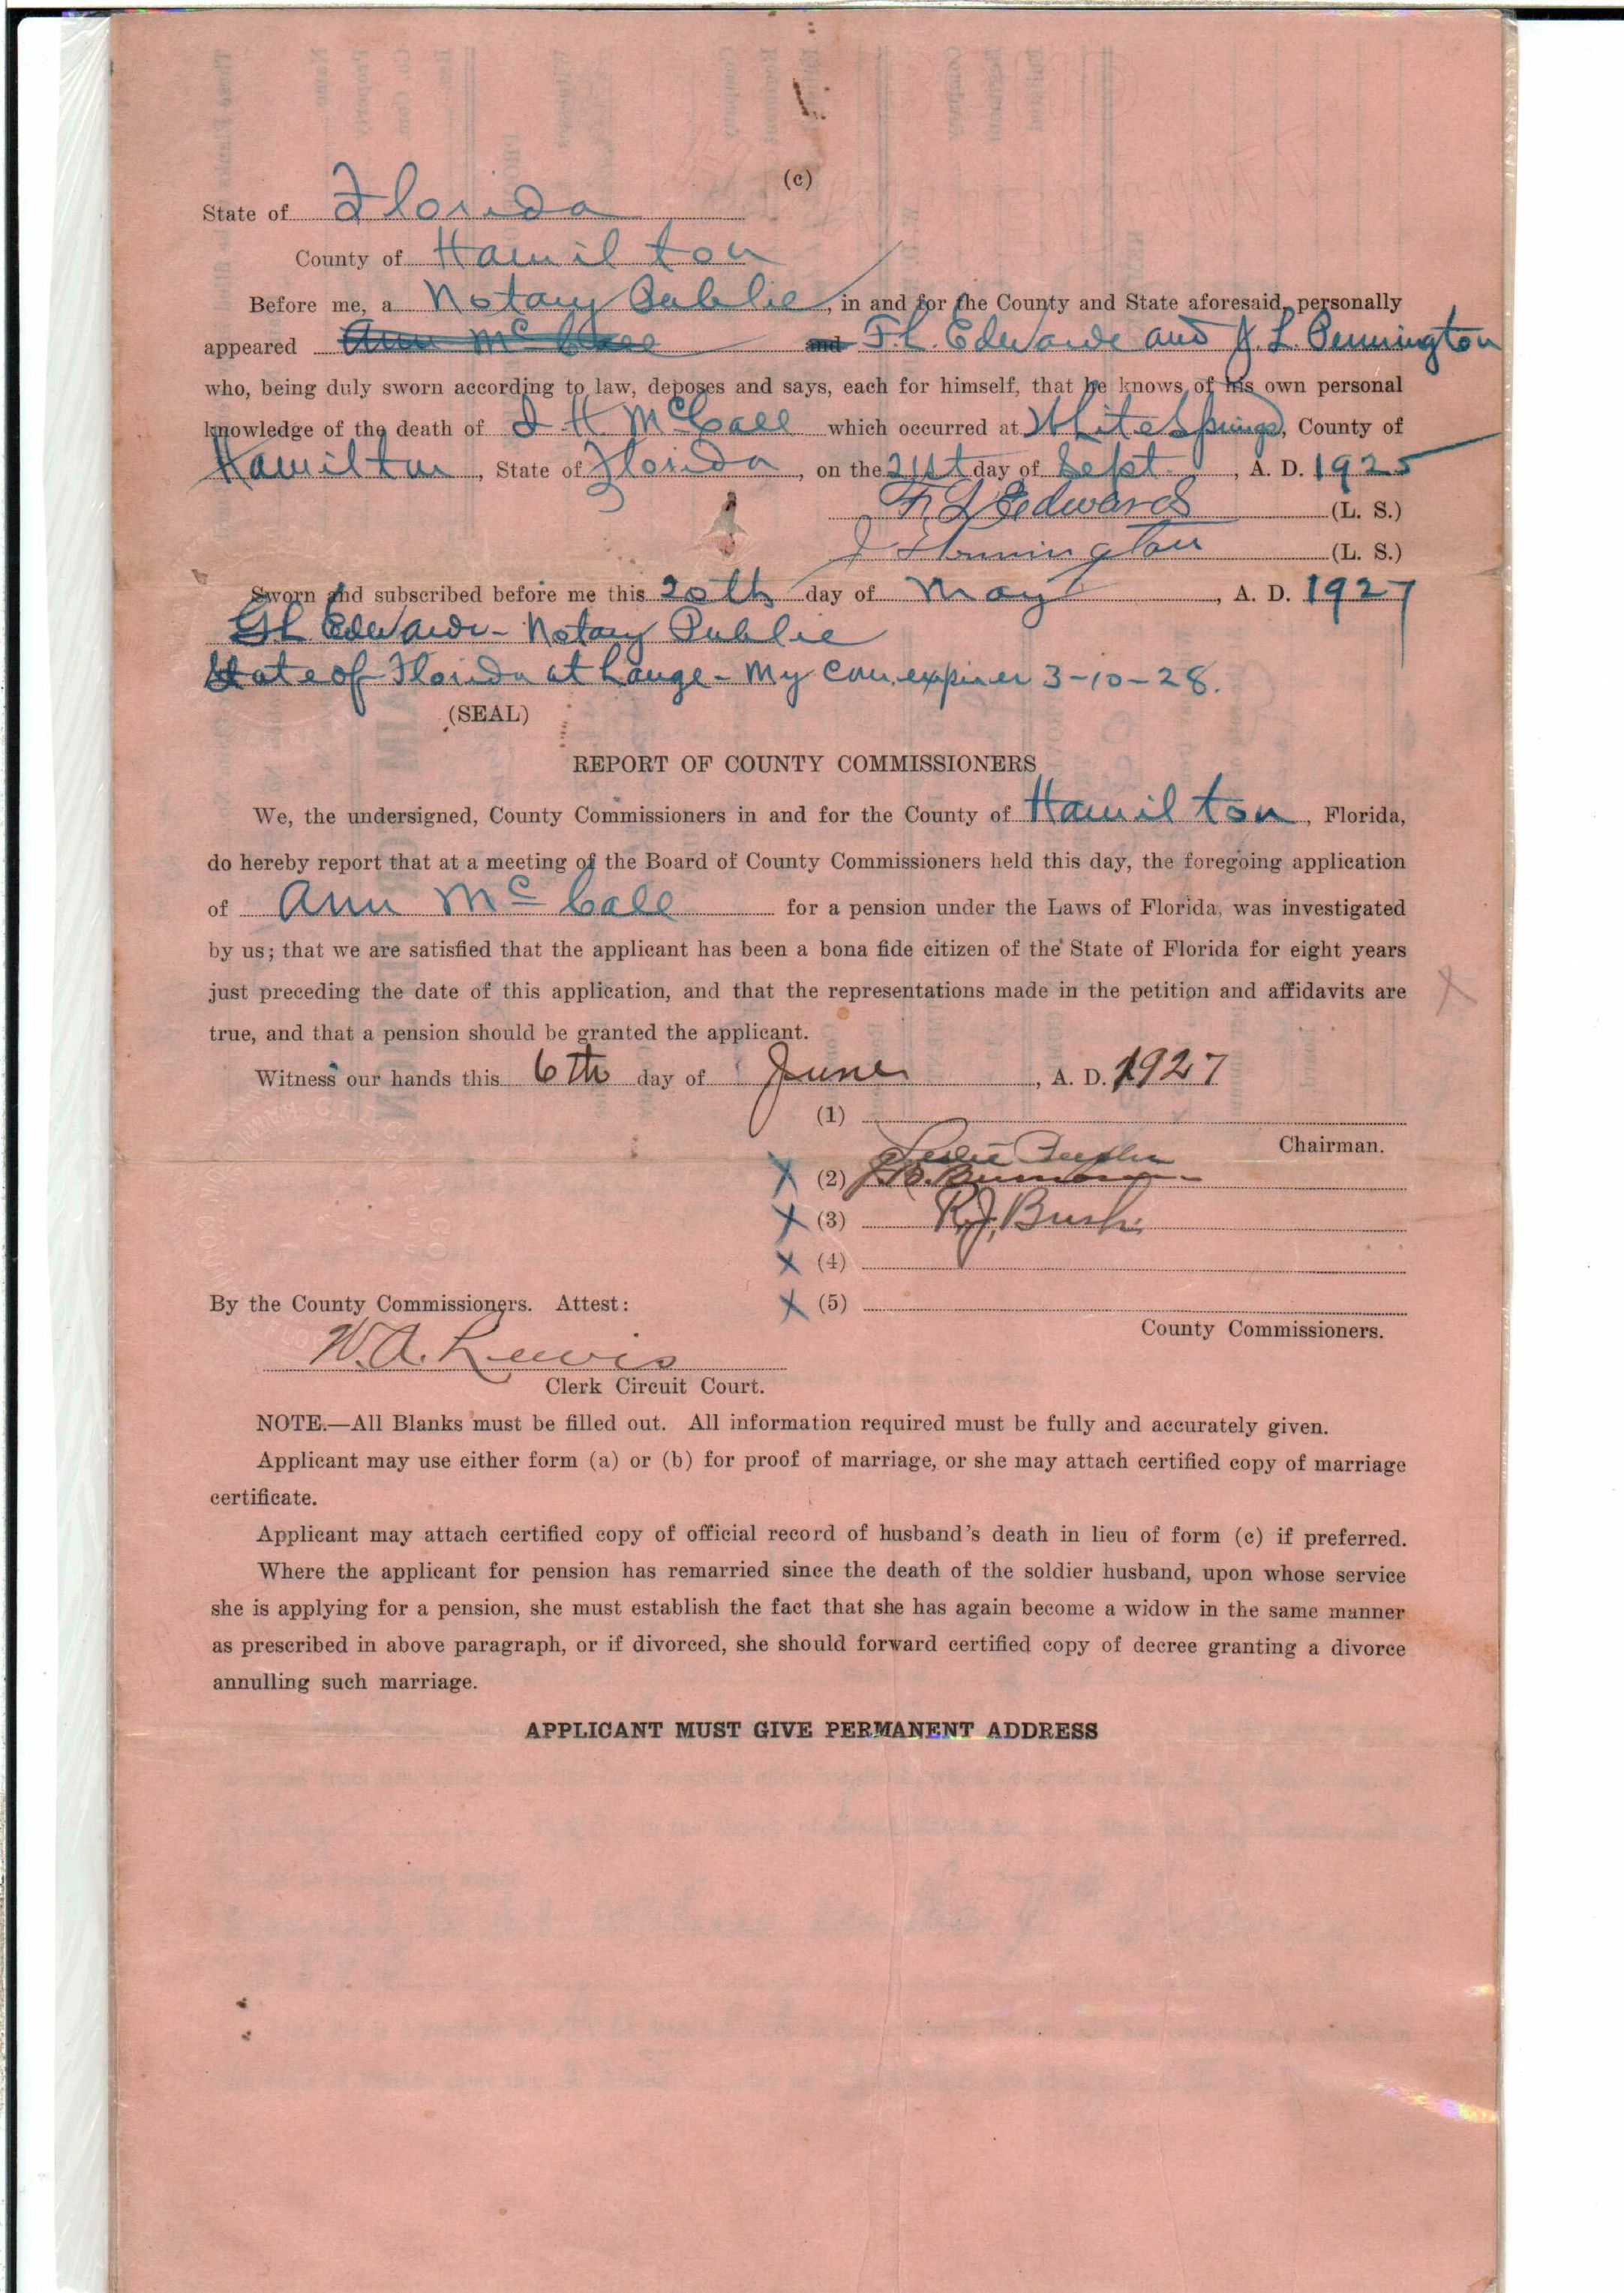 (c)
State of Florida
County of Hamilton
Before me, a Notary Public, in and for the County and State aforesaid, personally
appeared Ann McCall and F. L. Edwards and J. L. Pennington
who, being duly sworn according to law, deposes and says, each for himself, that he knows of his own personal
knowledge of the death of J H McCall which occurred at White Springs, County of
Hamilton, State of Florida, on the 21st day of Sept., A. D. 1925
F. L Edwards (L. S.)
J L Pennington (L. S.)
Sworn and subscribed before me this 20th day of May, A. D. 1927
G L Edwards - Notary Public
State of Florida at Large - My Com. expires 3-10-28.
(SEAL)
REPORT OF COUNTY COMMISSIONERS
We, the undersigned, County Commissioners in and for the County of Hamilton, Florida,
do hereby report that at a meeting of the Board of County Commissioners held this day, the foregoing application
of Ann McCall for a pension under the Laws of Florida, was investigated
by us; that we are satisfied that the applicant has been a bona fide citizen of the State of Florida for eight years
just preceding the date of this application, and that the representations made in the petition and affidavits are
true, and that a pension should be granted the applicant.
Witness our hands this 6th day of June, A. D. 1927
(1)
Chairman.
Leslie
X (2) J. B.
X (3) R. J. Bush
X (4)
By the County Commissioners. Attest: X (5)
County Commissioners.
W. A. Lewis
Clerk Circuit Court.
NOTE.—All Blanks must be filled out. All information required must be fully and accurately given.
Applicant may use either form (a) or (b) for proof of marriage, or she may attach certified copy of marriage
certificate.
Applicant may attach certified copy of official record of husband's death in lieu of form (c) if preferred.
Where the applicant for pension has remarried since the death of the soldier husband, upon whose service
she is applying for a pension, she must establish the fact that she has again become a widow in the same manner
as prescribed in above paragraph, or if divorced, she should forward certified copy of decree granting a divorce
annulling such marriage.
APPLICANT MUST GIVE PERMANENT ADDRESS